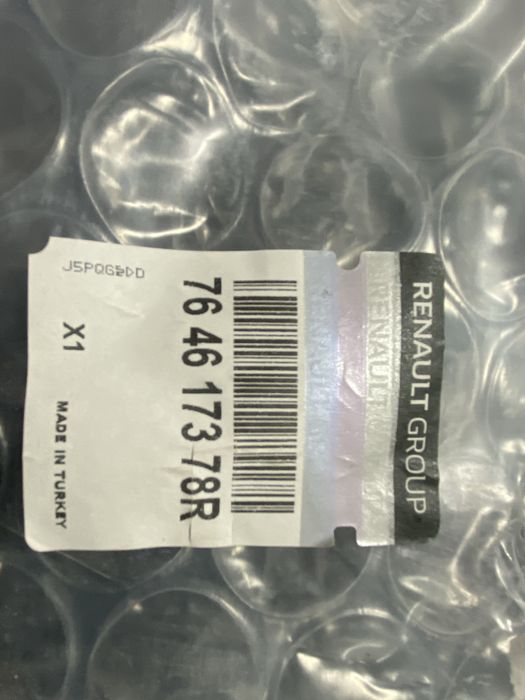 RENAULT GROUP
76 46 173 78R
X1
MADE IN TURKEY